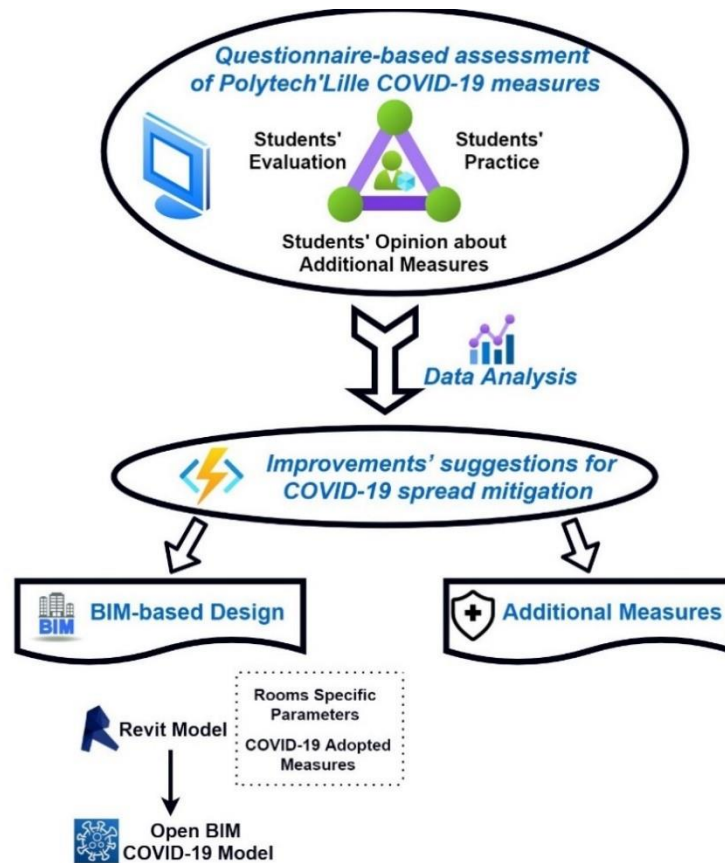 Questionnaire-based assessment
of Polytech'Lille COVID-19 measures
Students'
Evaluation
Students'
Practice
Students' Opinion about
Additional Measures
Data Analysis
Improvements’ suggestions for
COVID-19 spread mitigation
BIM
BIM-based Design
Additional Measures
Rooms Specific
Parameters
COVID-19 Adopted
Measures
Revit Model
Open BIM
COVID-19 Model